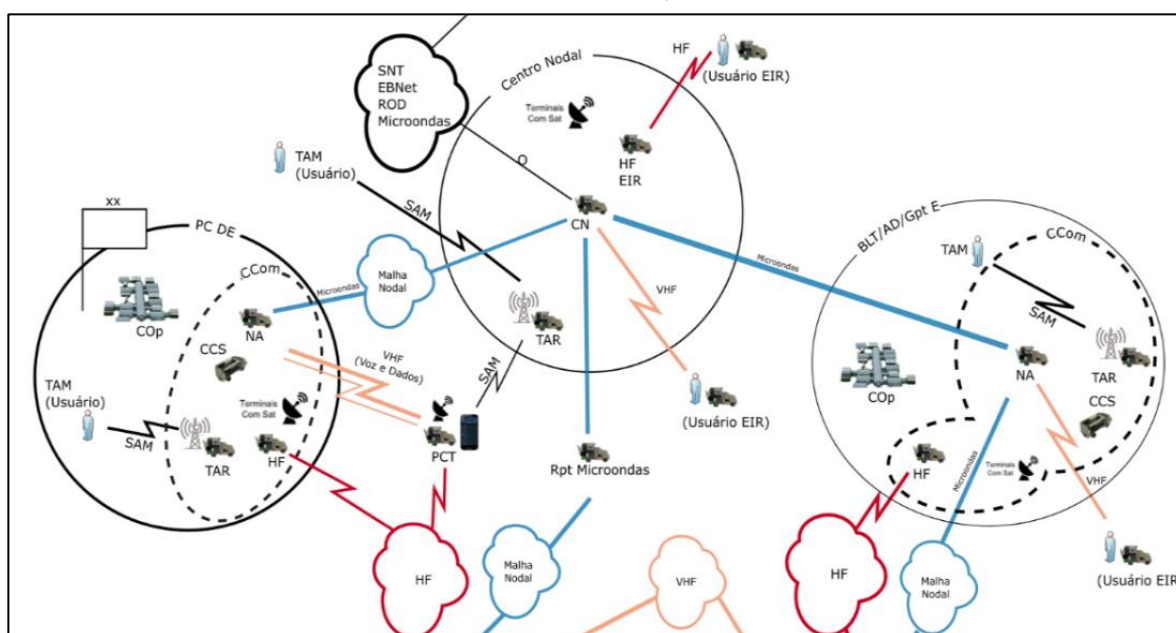 SNT
EBNet
ROD
Microondas
Centro Nodal
Terminais
Com Sat
HF
(Usuário EIR)
HF
EIR
O
CN
TAM
(Usuário)
SAM
TAR
SAM
xx
PC DE
CCom
COp
NA
CCS
Microondas
Malha
Nodal
VHF
(Voz e Dados)
TAM
(Usuário)
SAM
TAR
Terminais
Com Sat
HF
PCT
Rpt Microondas
VHF
(Usuário EIR)
Microondas
BLT/AD/Gpt E
CCom
TAM
SAM
TAR
NA
CCS
COp
HF
Terminais
Com Sat
Microondas
VHF
(Usuário EIR)
HF
Malha
Nodal
VHF
HF
Malha
Nodal